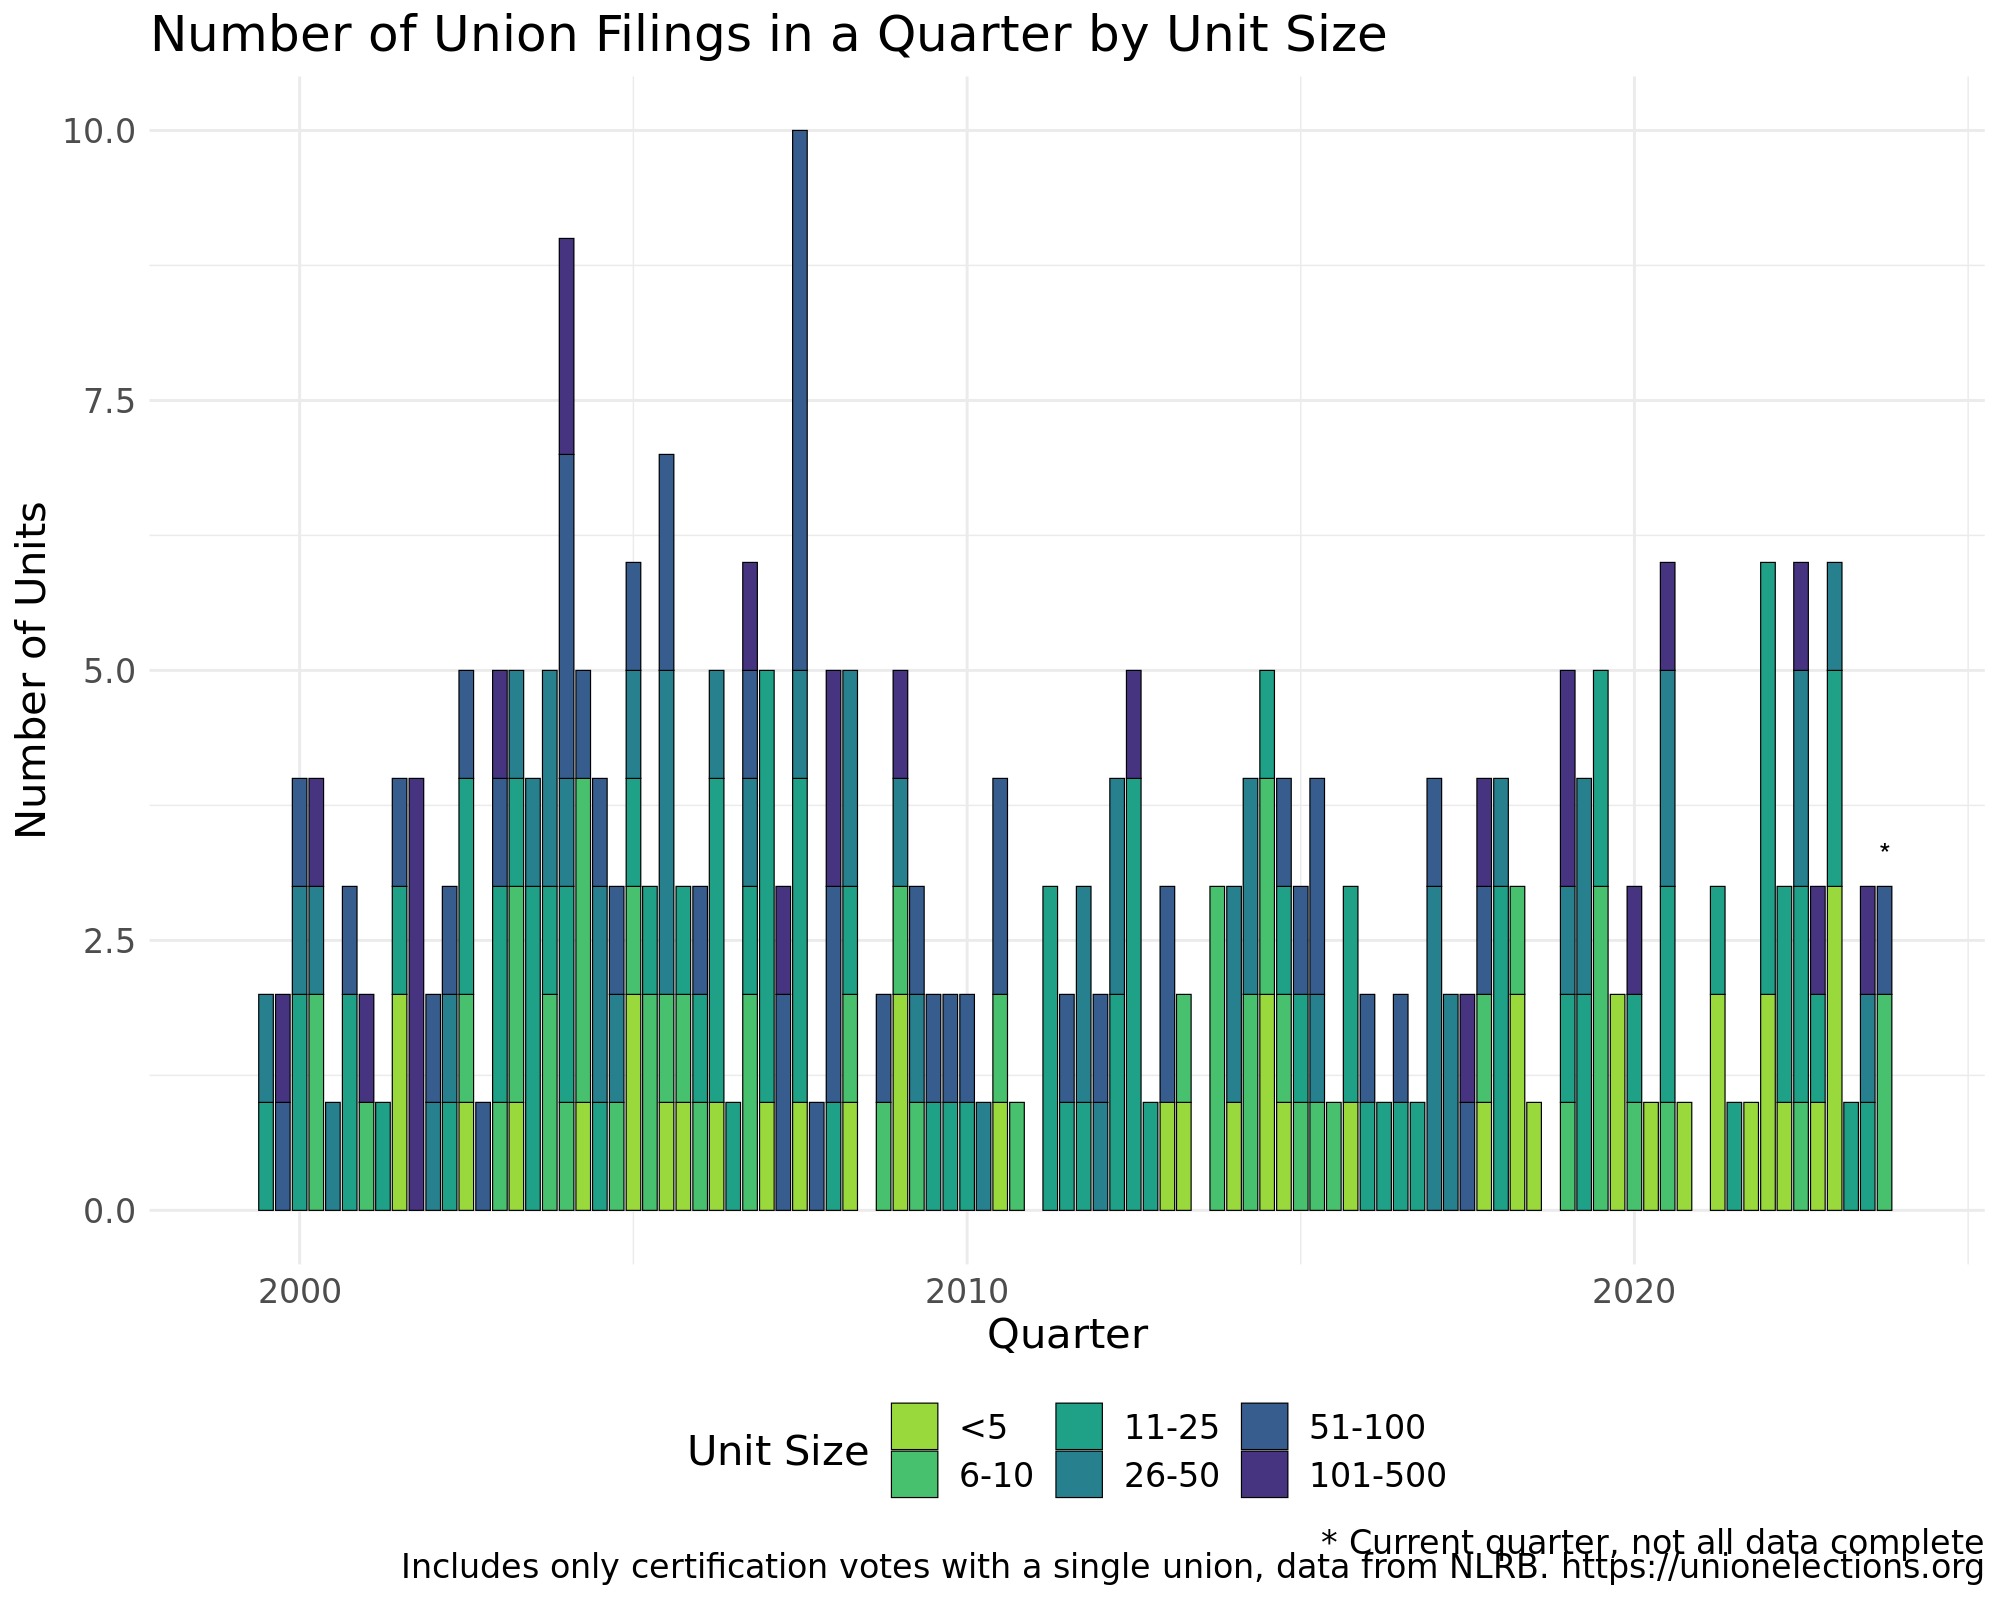 Number of Union Filings in a Quarter by Unit Size
10.0
7.5
5.0
2.5
0.0
Number of Units
*
2000 2010 2020
Quarter
Unit Size
<5 11-25 51-100
6-10 26-50 101-500
* Current quarter, not all data complete
Includes only certification votes with a single union, data from NLRB. https://unionelections.org